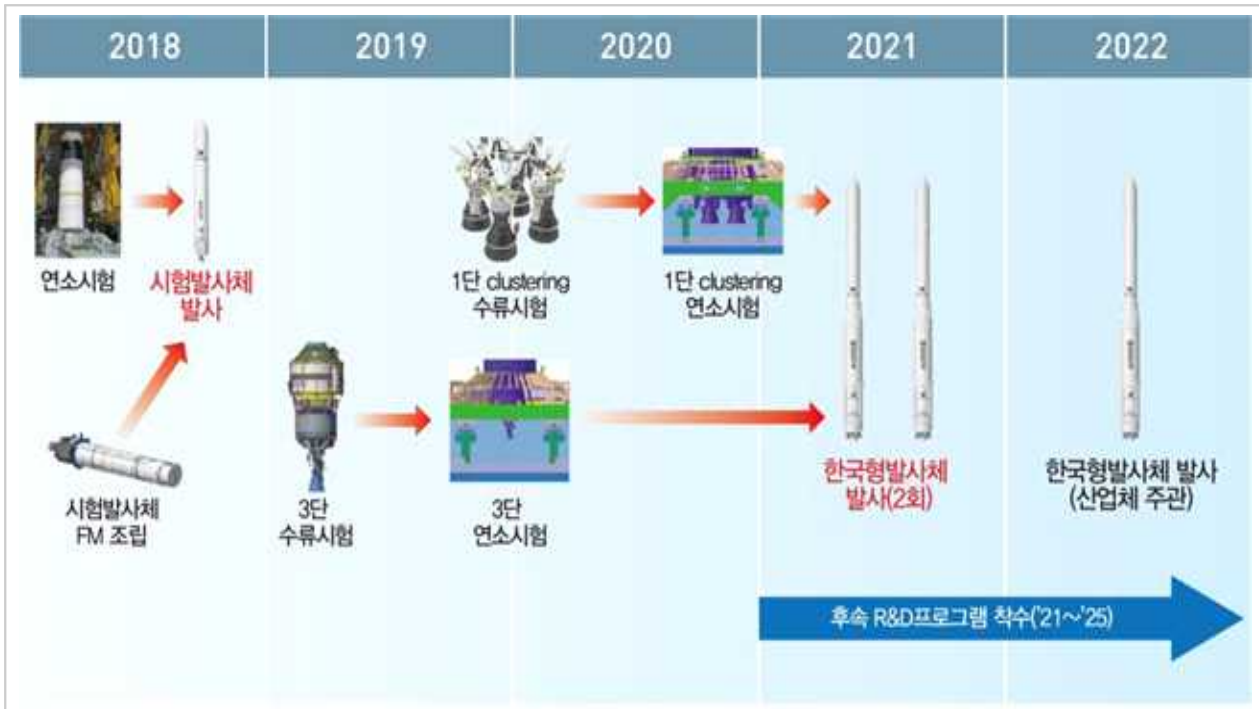 2018
2019
2020
2021
2022
연소시험
시험발사체
발사
1단 clustering
수류시험
1단 clustering
연소시험
시험발사체
FM 조립
3단
수류시험
3단
연소시험
한국형발사체
발사(2회)
한국형발사체 발사
(산업체 주관)
후속 R&D프로그램 착수('21~'25)